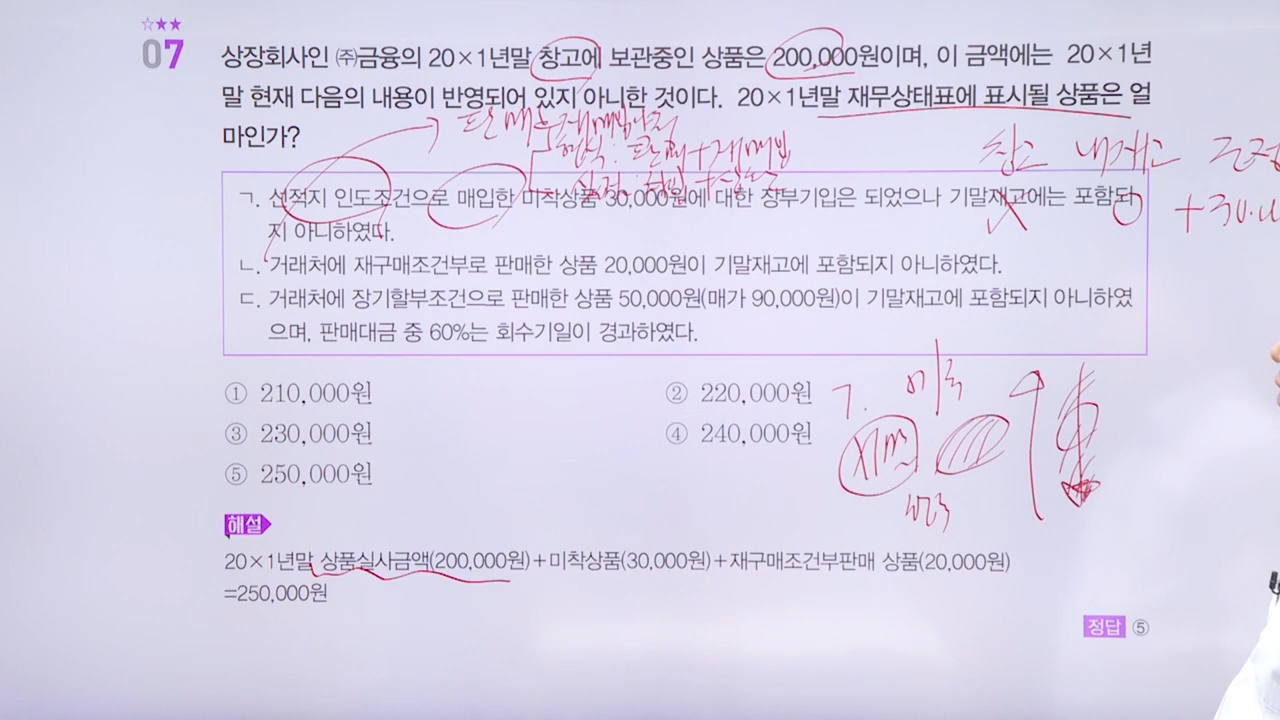 ☆★★
07
상장회사인 ㈜금융의 20×1년말 창고에 보관중인 상품은 200,000원이며, 이 금액에는 20×1년
말 현재 다음의 내용이 반영되어 있지 아니한 것이다. 20×1년말 재무상태표에 표시될 상품은 얼
마인가?
창고 내재고
ㄱ. 선적지 인도조건으로 매입한 미착상품 30,000원에 대한 장부기입은 되었으나 기말재고에는 포함되
지 아니하였다.
ㄴ. 거래처에 재구매조건부로 판매한 상품 20,000원이 기말재고에 포함되지 아니하였다.
ㄷ. 거래처에 장기할부조건으로 판매한 상품 50,000원(매가 90,000원)이 기말재고에 포함되지 아니하였
으며, 판매대금 중 60%는 회수기일이 경과하였다.
① 210,000원 ② 220,000원
③ 230,000원 ④ 240,000원
⑤ 250,000원
ㄱ. 미국
해설
20×1년말 상품실사금액(200,000원)+미착상품(30,000원)+재구매조건부판매 상품(20,000원)
=250,000원
정답 ⑤